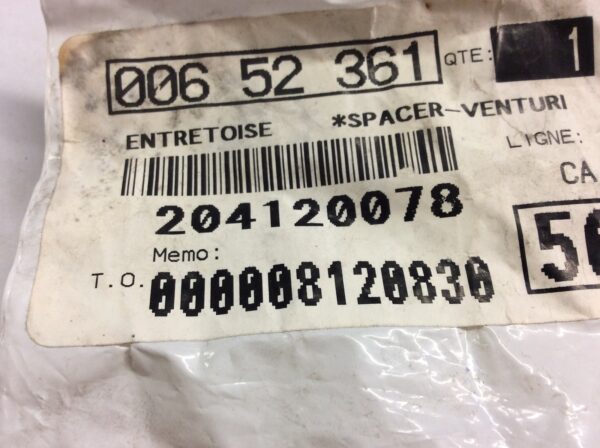 006 52 361 QTE: 1
ENTRETOISE *SPACER-VENTURI
LIGNE:
CA
204120078
Memo:
T.O. 000008120830